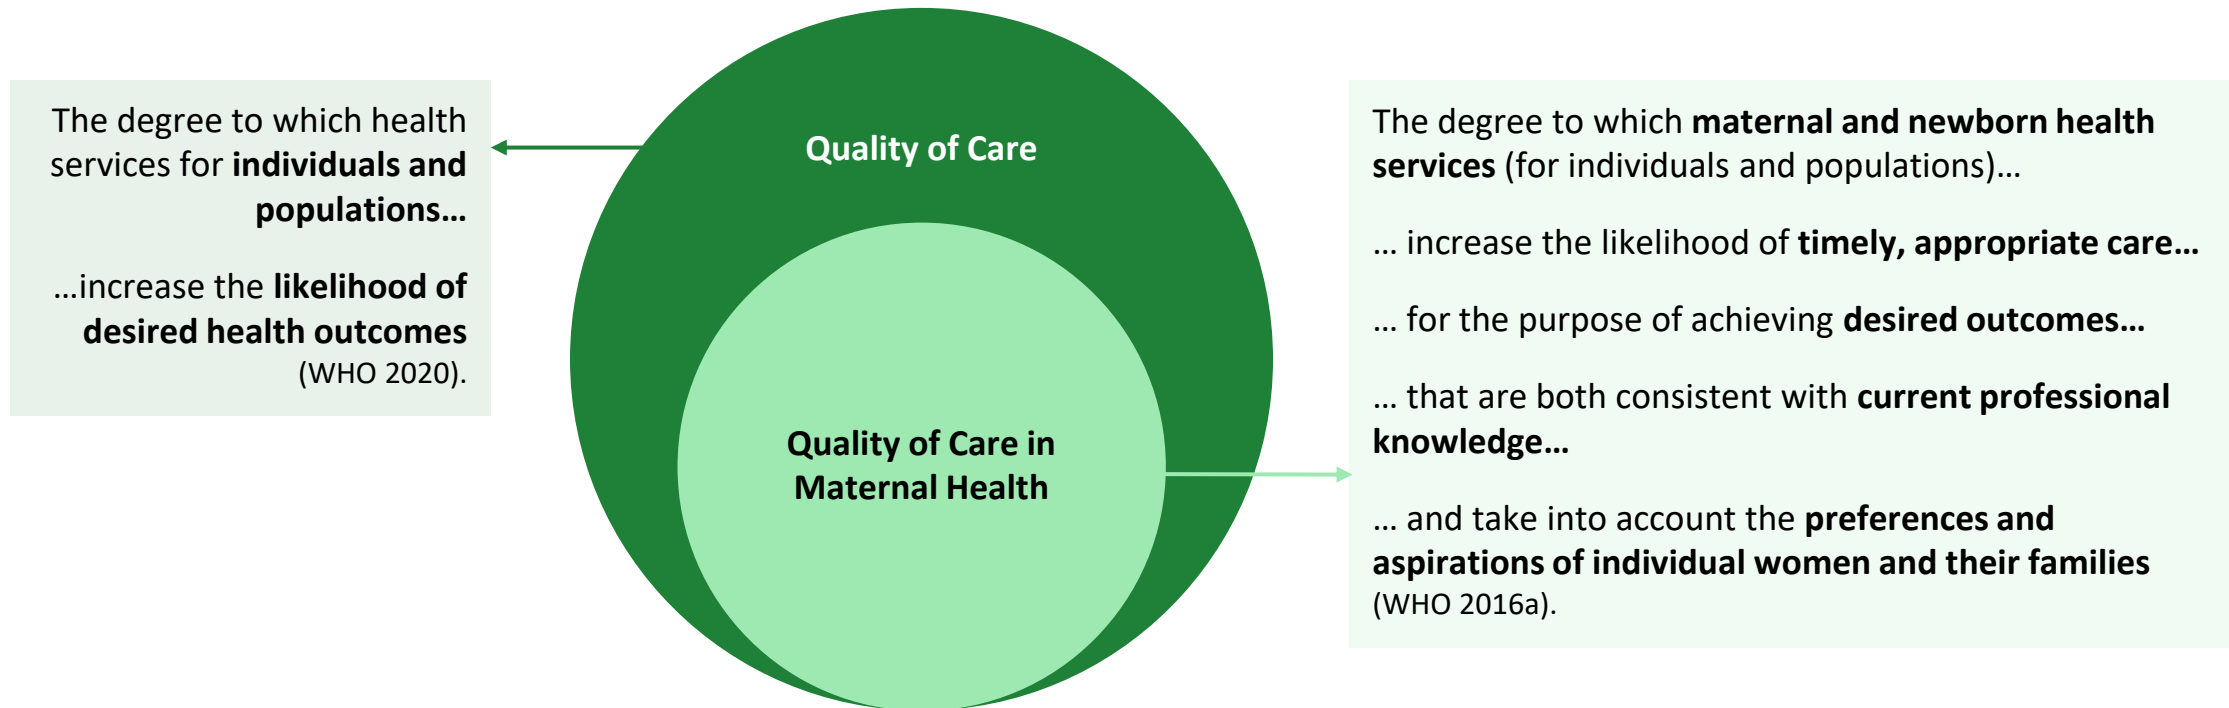 The degree to which health
services for individuals and
populations…
…increase the likelihood of
desired health outcomes
(WHO 2020).
Quality of Care
Quality of Care in
Maternal Health
The degree to which maternal and newborn health
services (for individuals and populations)…
… increase the likelihood of timely, appropriate care…
… for the purpose of achieving desired outcomes…
… that are both consistent with current professional
knowledge…
… and take into account the preferences and
aspirations of individual women and their families
(WHO 2016a).